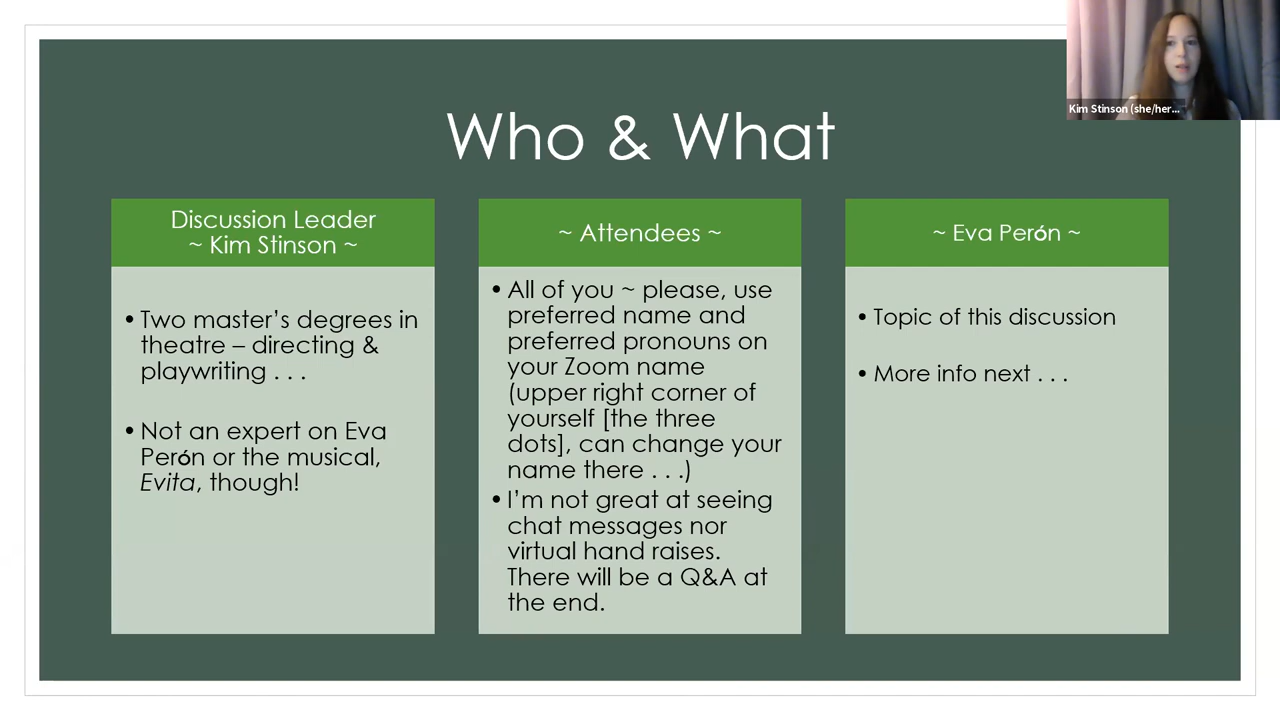 Kim Stinson (she/her...
Who & What
Discussion Leader
~ Kim Stinson ~
• Two master's degrees in
theatre – directing &
playwriting . . .
• Not an expert on Eva
Perón or the musical,
Evita, though!
~ Attendees ~
• All of you ~ please, use
preferred name and
preferred pronouns on
your Zoom name
(upper right corner of
yourself [the three
dots], can change your
name there . . .)
• I'm not great at seeing
chat messages nor
virtual hand raises.
There will be a Q&A at
the end.
~ Eva Perón ~
• Topic of this discussion
• More info next . . .